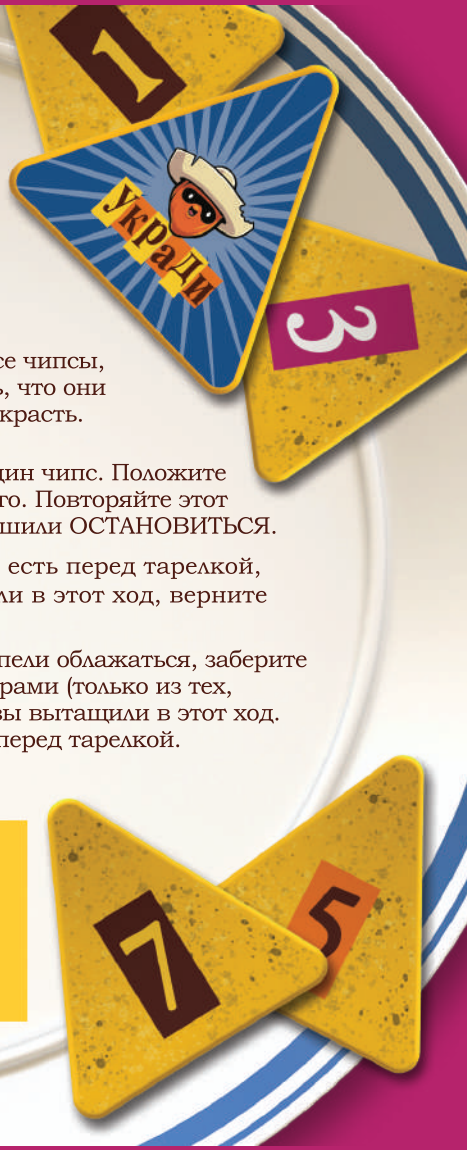 1
Укради
3
се чипсы,
ь, что они
красть.
дин чипс. Положите
го. Повторяйте этот
шили ОСТАНОВИТЬСЯ.
есть перед тарелкой,
ли в этот ход, верните
пели облажаться, заберите
рами (только из тех,
вы вытащили в этот ход.
перед тарелкой.
7
5